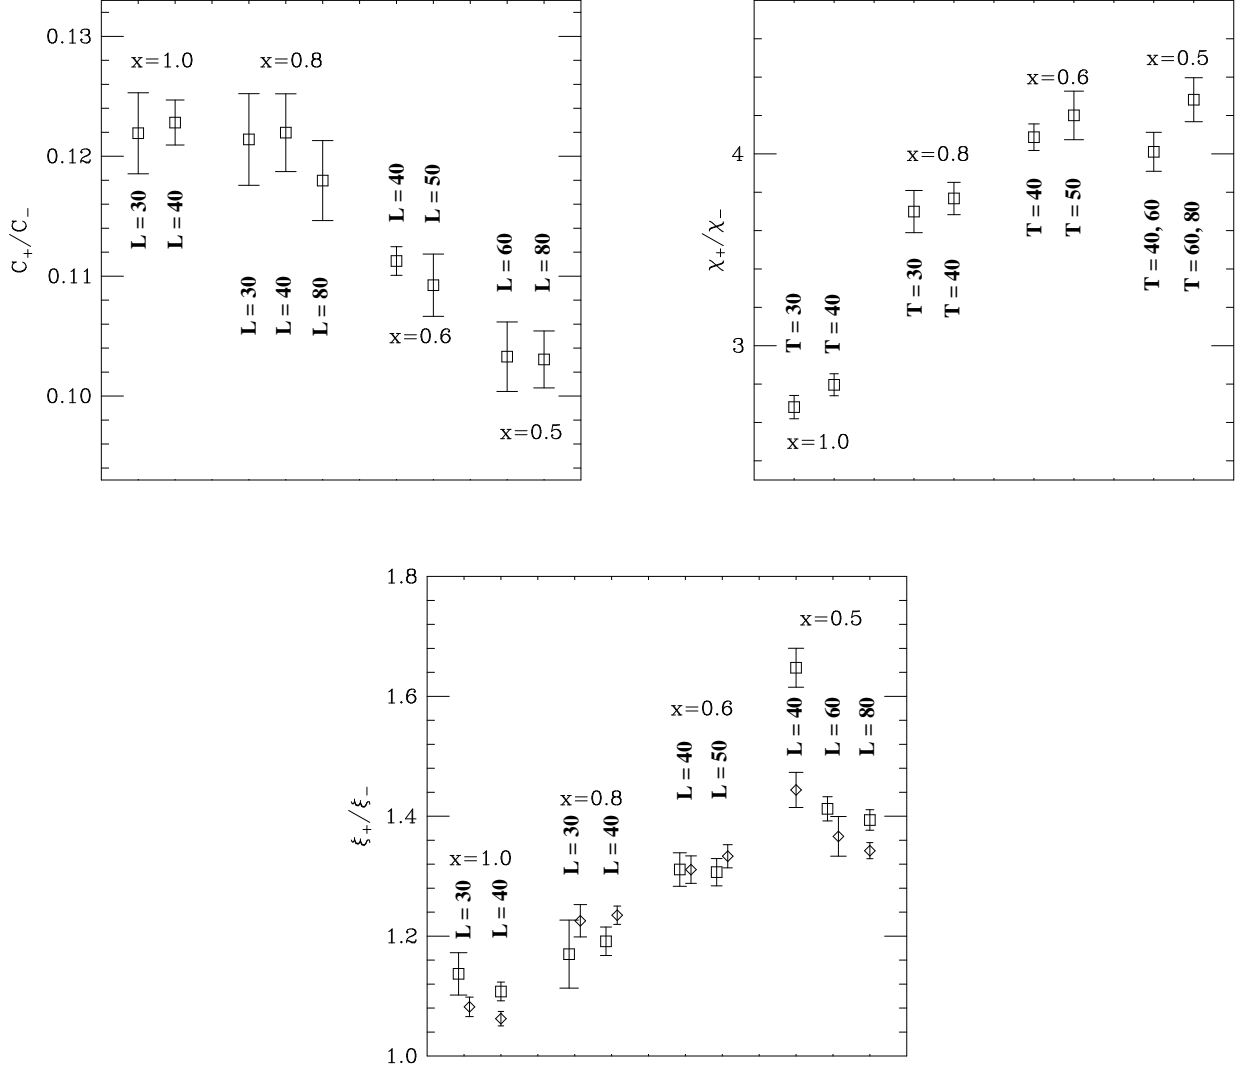 0.13
0.12
0.11
0.10
C₊/C₋
x=1.0
x=0.8
L = 30
L = 40
L = 30
L = 40
L = 80
L = 40
L = 50
x=0.6
L = 60
L = 80
x=0.5
4
3
χ₊/χ₋
T = 30
T = 40
x=1.0
x=0.8
T = 30
T = 40
x=0.6
T = 40
T = 50
x=0.5
T = 40, 60
T = 60, 80
1.8
1.6
1.4
1.2
1.0
ξ₊/ξ₋
x=1.0
L = 30
L = 40
x=0.8
L = 30
L = 40
x=0.6
L = 40
L = 50
x=0.5
L = 40
L = 60
L = 80